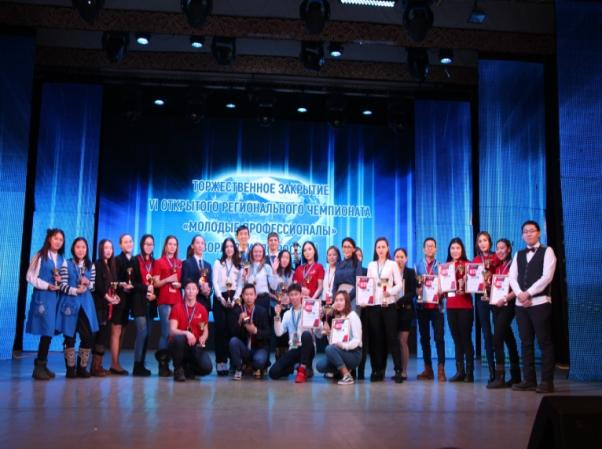 ТОРЖЕСТВЕННОЕ ЗАКРЫТИЕ
VI ОТКРЫТОГО РЕГИОНАЛЬНОГО ЧЕМПИОНАТА
«МОЛОДЫЕ ПРОФЕССИОНАЛЫ»